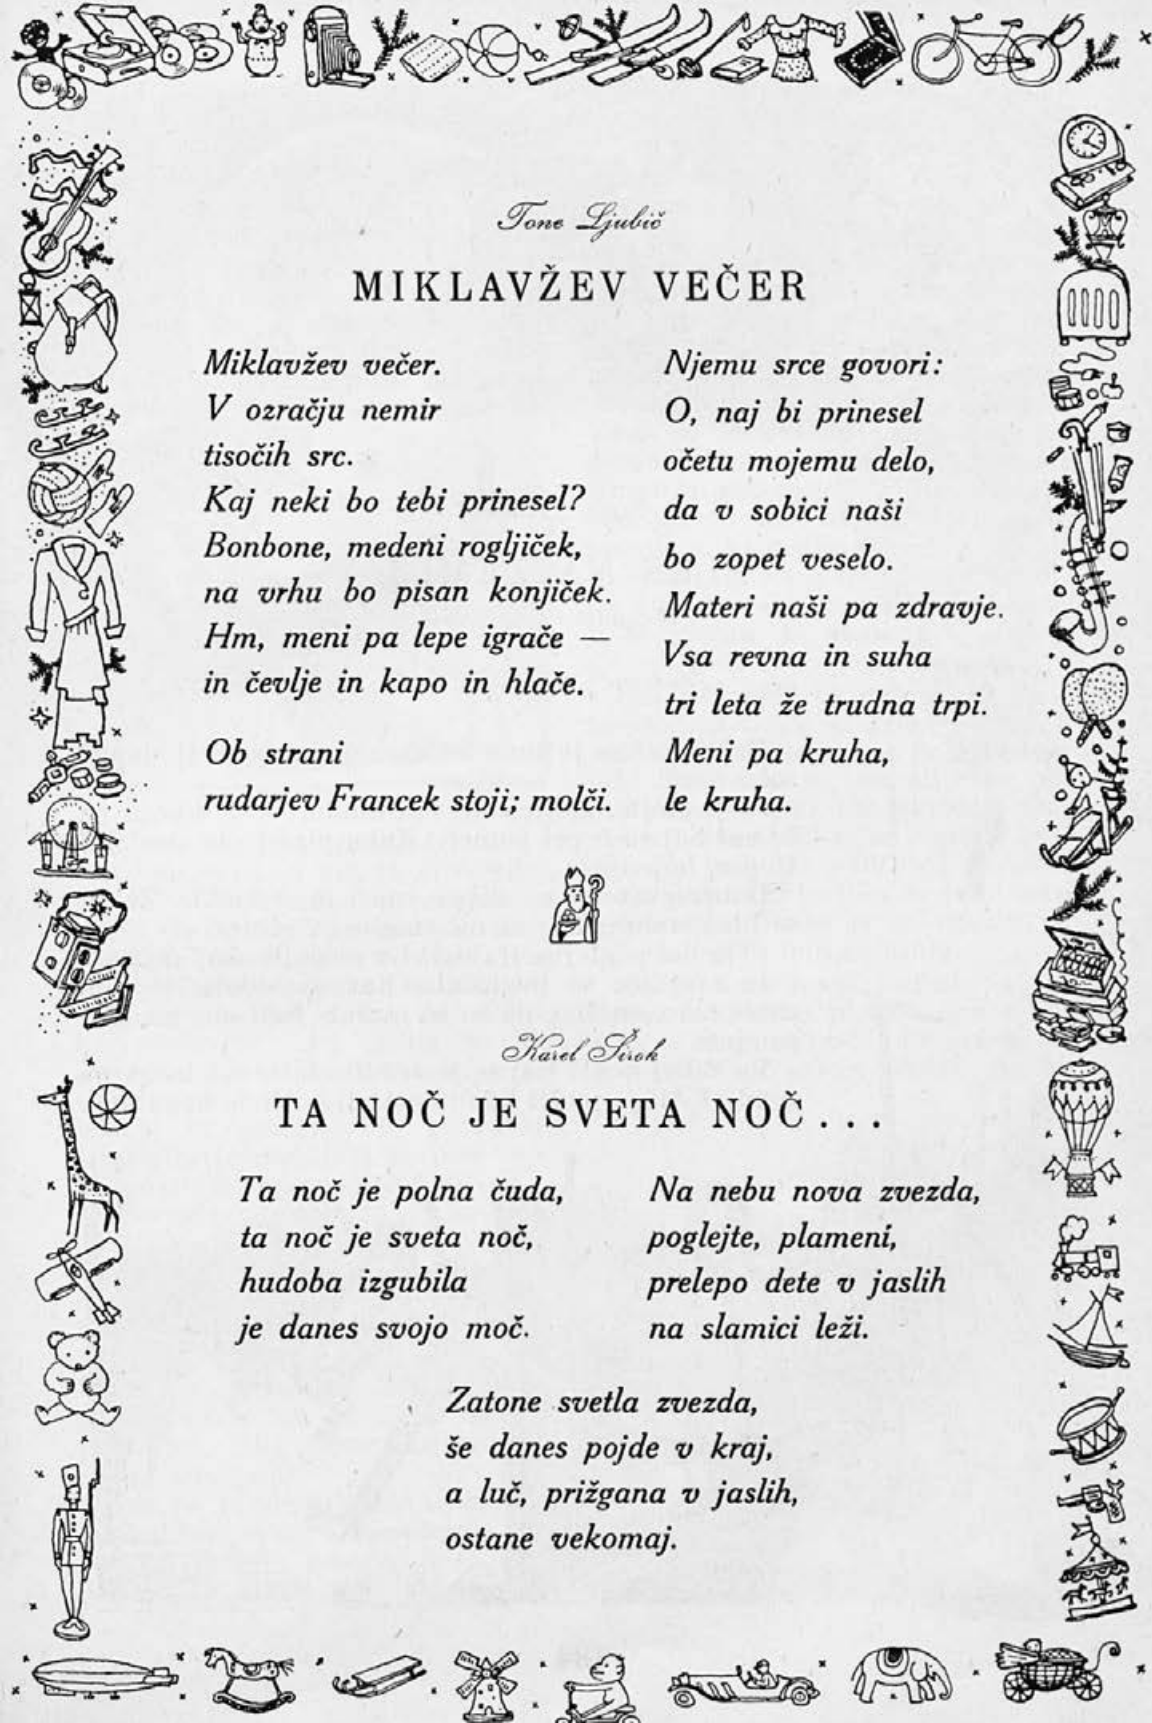 Tone Ljubič
MIKLAVŽEV VEČER
Miklavžev večer.
V ozračju nemir
tisočih src.
Kaj neki bo tebi prinesel?
Bonbone, medeni rogljiček,
na vrhu bo pisan konjiček.
Hm, meni pa lepe igrače —
in čevlje in kapo in hlače.
Ob strani
rudarjev Francek stoji; molči.
Njemu srce govori:
O, naj bi prinesel
očetu mojemu delo,
da v sobici naši
bo zopet veselo.
Materi naši pa zdravje.
Vsa revna in suha
tri leta že trudna trpi.
Meni pa kruha,
le kruha.
Karel Širok
TA NOČ JE SVETA NOČ...
Ta noč je polna čuda,
ta noč je sveta noč,
hudoba izgubila
je danes svojo moč.
Na nebu nova zvezda,
poglejte, plameni,
prelepo dete v jaslih
na slamici leži.
Zatone svetla zvezda,
še danes pojde v kraj,
a luč, prižgana v jaslih,
ostane vekomaj.